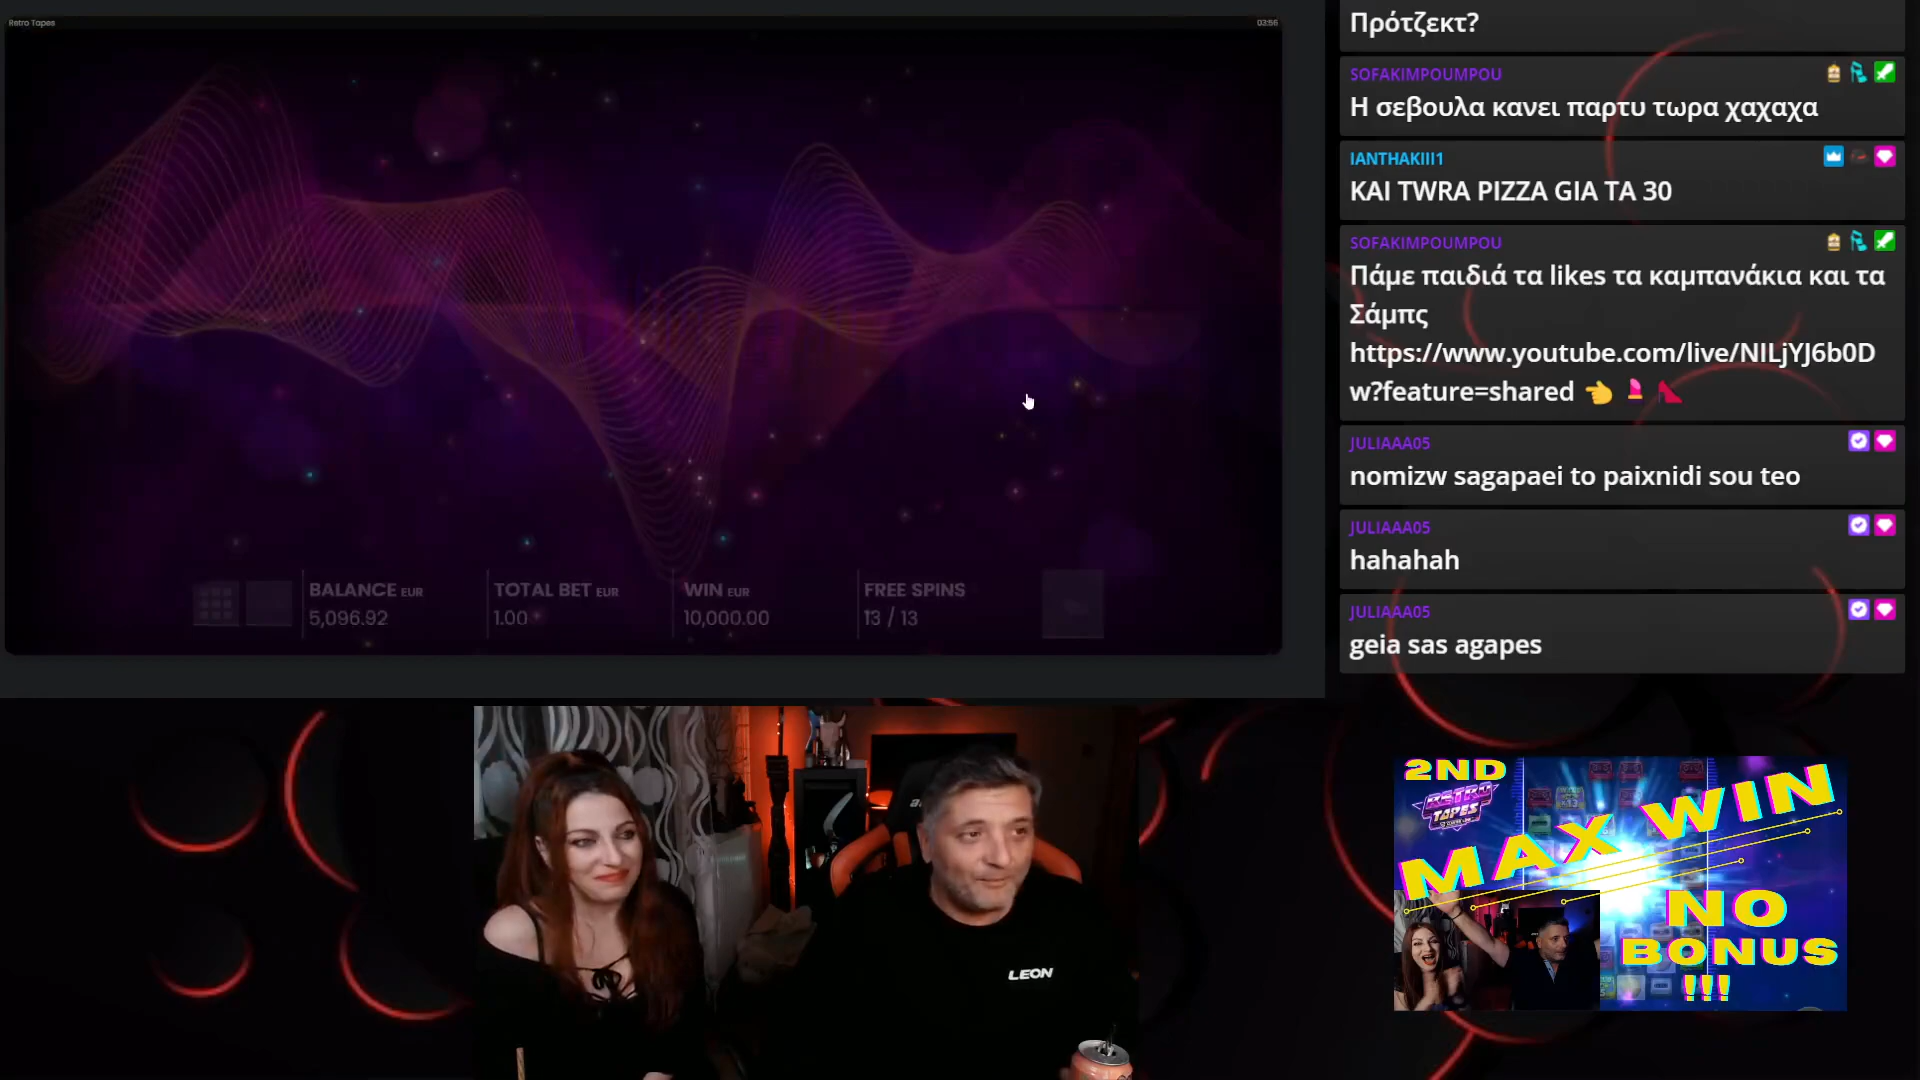 Retro Tapes
03:56
BALANCE EUR
5,096.92
TOTAL BET EUR
1.00
WIN EUR
10,000.00
FREE SPINS
13 / 13
Πρότζεκτ?
SOFAKIMPOUMPOU
Η σεβουλα κανει παρτυ τωρα χαχαχα
IANTHAKIII1
KAI TWRA PIZZA GIA TA 30
SOFAKIMPOUMPOU
Πάμε παιδιά τα likes τα καμπανάκια και τα
Σάμπς
https://www.youtube.com/live/NILjYJ6b0D
w?feature=shared
JULIAAA05
nomizw sagapaei to paixnidi sou teo
JULIAAA05
hahahah
JULIAAA05
geia sas agapes
LEON
2ND
RETRO
TAPES
MAX WIN
NO
BONUS
!!!